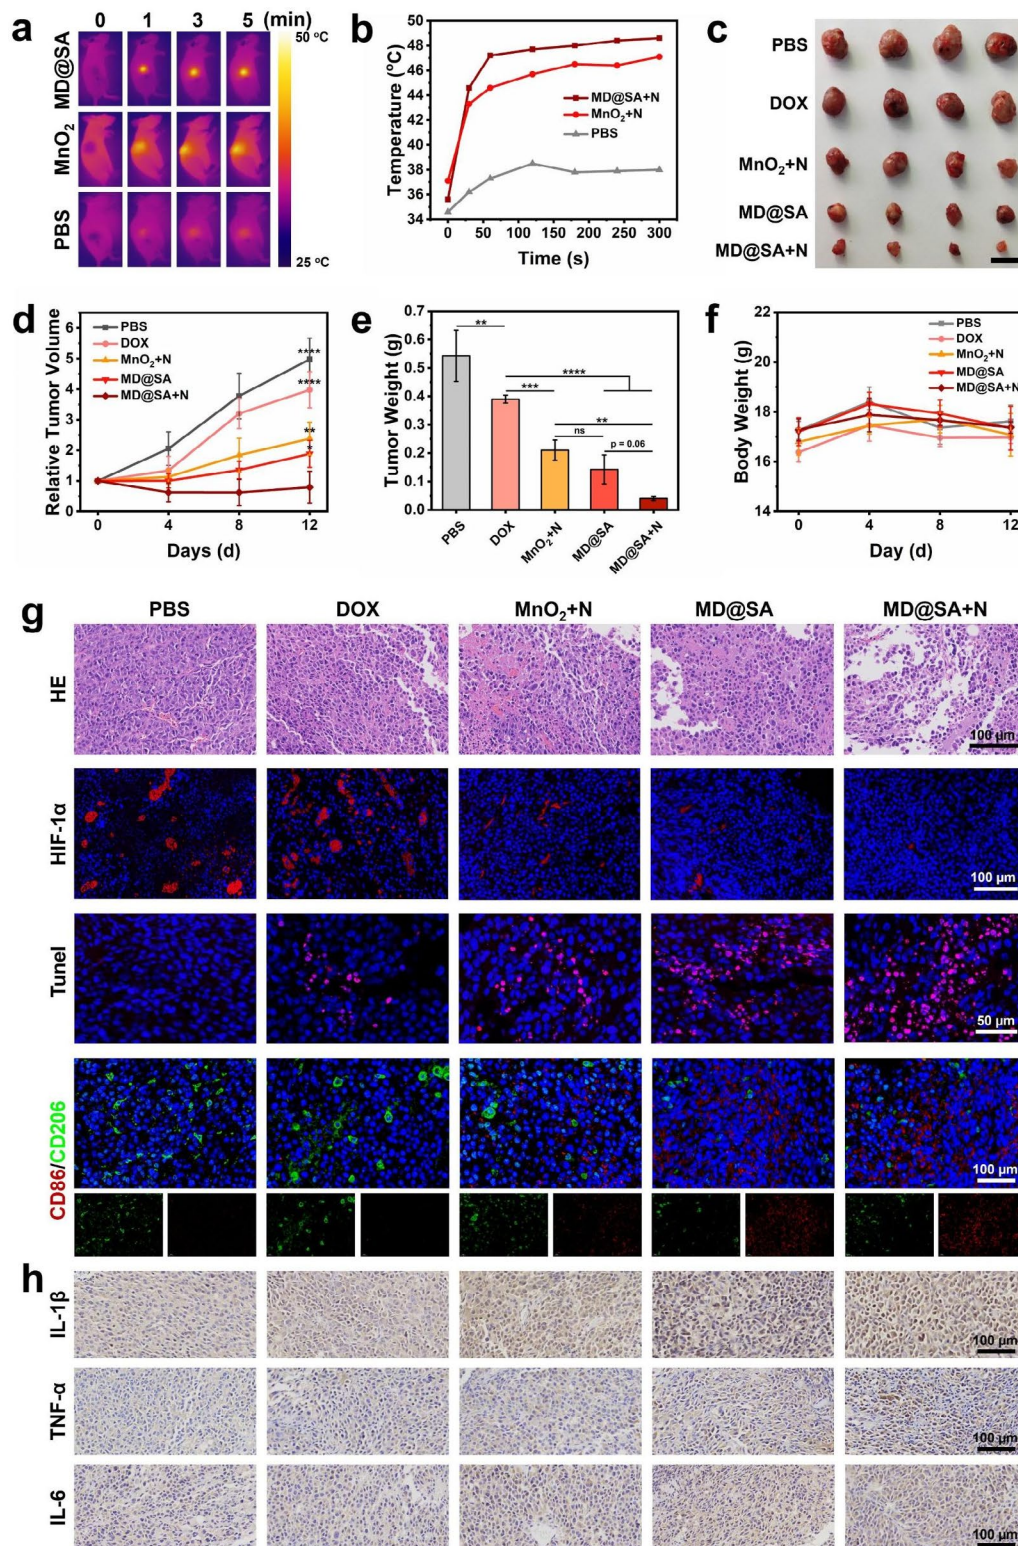 a
0 1 3 5 (min)
MD@SA
MnO₂
PBS
50 ºC
25 ºC
b
Temperature (ºC)
48
46
44
42
40
38
36
34
MD@SA+N
MnO₂+N
PBS
0 50 100 150 200 250 300
Time (s)
c
PBS
DOX
MnO₂+N
MD@SA
MD@SA+N
d
Relative Tumor Volume
6
5
4
3
2
1
0
PBS
DOX
MnO₂+N
MD@SA
MD@SA+N
****
****
**
*
0 4 8 12
Days (d)
e
Tumor Weight (g)
0.7
0.6
0.5
0.4
0.3
0.2
0.1
0.0
**
****
***
**
ns
p = 0.06
PBS DOX MnO₂+N MD@SA MD@SA+N
f
Body Weight (g)
22
20
18
16
14
PBS
DOX
MnO₂+N
MD@SA
MD@SA+N
0 4 8 12
Day (d)
g
PBS DOX MnO₂+N MD@SA MD@SA+N
HE
100 µm
HIF-1α
100 µm
Tunel
50 µm
CD86/CD206
100 µm
h
IL-1β
100 µm
TNF-α
100 µm
IL-6
100 µm